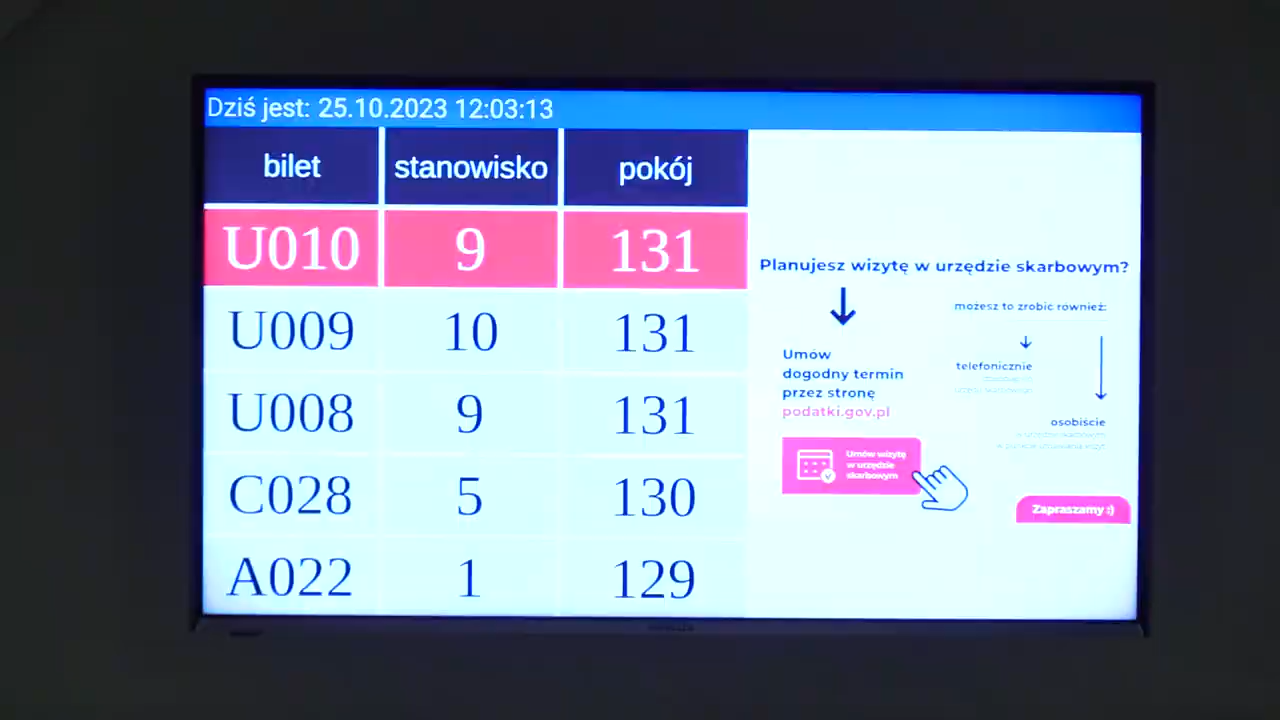 Dziś jest: 25.10.2023 12:03:13
bilet stanowisko pokój
U010 9 131
U009 10 131
U008 9 131
C028 5 130
A022 1 129
Planujesz wizytę w urzędzie skarbowym?
Umów
dogodny termin
przez stronę
podatki.gov.pl
Umów wizytę
w urzędzie
skarbowym
możesz to zrobić również:
telefonicznie
osobiście
Zapraszamy :)